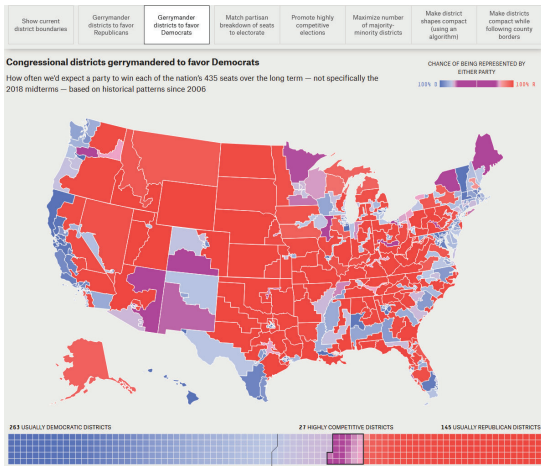 Show current
district boundaries
Gerrymander
districts to favor
Republicans
Gerrymander
districts to favor
Democrats
Match partisan
breakdown of seats
to electorate
Promote highly
competitive
elections
Maximize number
of majority-
minority districts
Make district
shapes compact
(using an
algorithm)
Make districts
compact while
following county
borders
Congressional districts gerrymandered to favor Democrats
How often we'd expect a party to win each of the nation's 435 seats over the long term — not specifically the
2018 midterms — based on historical patterns since 2006
CHANCE OF BEING REPRESENTED BY
EITHER PARTY
100% D
100% R
263 USUALLY DEMOCRATIC DISTRICTS
27 HIGHLY COMPETITIVE DISTRICTS
145 USUALLY REPUBLICAN DISTRICTS